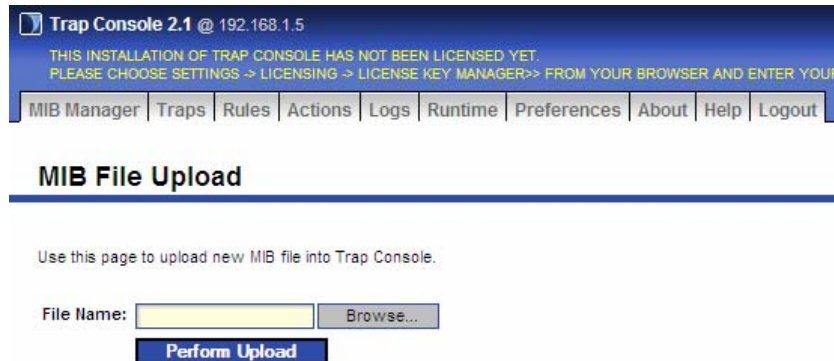 Trap Console 2.1 @ 192.168.1.5
THIS INSTALLATION OF TRAP CONSOLE HAS NOT BEEN LICENSED YET.
PLEASE CHOOSE SETTINGS -> LICENSING -> LICENSE KEY MANAGER>> FROM YOUR BROWSER AND ENTER YOUR
MIB Manager Traps Rules Actions Logs Runtime Preferences About Help Logout
MIB File Upload
Use this page to upload new MIB file into Trap Console.
File Name: Browse...
Perform Upload